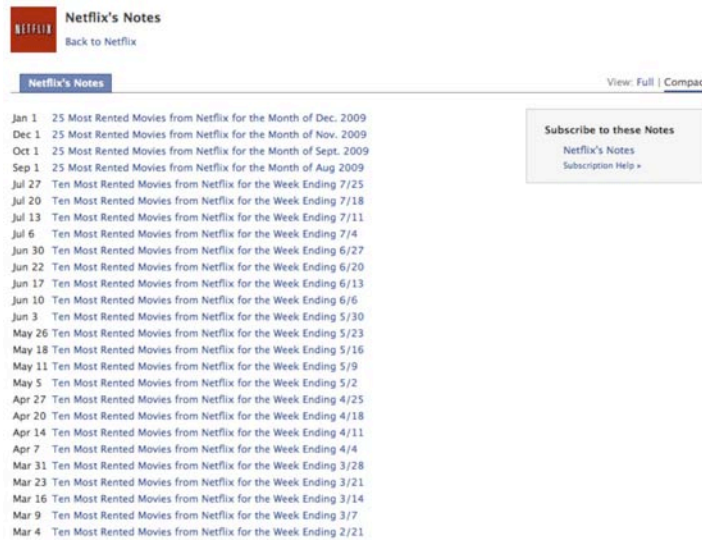 NETFLIX
Netflix's Notes
Back to Netflix
Netflix's Notes
View: Full | Compac
Jan 1 25 Most Rented Movies from Netflix for the Month of Dec. 2009
Dec 1 25 Most Rented Movies from Netflix for the Month of Nov. 2009
Oct 1 25 Most Rented Movies from Netflix for the Month of Sept. 2009
Sep 1 25 Most Rented Movies from Netflix for the Month of Aug 2009
Jul 27 Ten Most Rented Movies from Netflix for the Week Ending 7/25
Jul 20 Ten Most Rented Movies from Netflix for the Week Ending 7/18
Jul 13 Ten Most Rented Movies from Netflix for the Week Ending 7/11
Jul 6 Ten Most Rented Movies from Netflix for the Week Ending 7/4
Jun 30 Ten Most Rented Movies from Netflix for the Week Ending 6/27
Jun 22 Ten Most Rented Movies from Netflix for the Week Ending 6/20
Jun 17 Ten Most Rented Movies from Netflix for the Week Ending 6/13
Jun 10 Ten Most Rented Movies from Netflix for the Week Ending 6/6
Jun 3 Ten Most Rented Movies from Netflix for the Week Ending 5/30
May 26 Ten Most Rented Movies from Netflix for the Week Ending 5/23
May 18 Ten Most Rented Movies from Netflix for the Week Ending 5/16
May 11 Ten Most Rented Movies from Netflix for the Week Ending 5/9
May 5 Ten Most Rented Movies from Netflix for the Week Ending 5/2
Apr 27 Ten Most Rented Movies from Netflix for the Week Ending 4/25
Apr 20 Ten Most Rented Movies from Netflix for the Week Ending 4/18
Apr 14 Ten Most Rented Movies from Netflix for the Week Ending 4/11
Apr 7 Ten Most Rented Movies from Netflix for the Week Ending 4/4
Mar 31 Ten Most Rented Movies from Netflix for the Week Ending 3/28
Mar 23 Ten Most Rented Movies from Netflix for the Week Ending 3/21
Mar 16 Ten Most Rented Movies from Netflix for the Week Ending 3/14
Mar 9 Ten Most Rented Movies from Netflix for the Week Ending 3/7
Mar 4 Ten Most Rented Movies from Netflix for the Week Ending 2/21
Subscribe to these Notes
Netflix's Notes
Subscription Help »